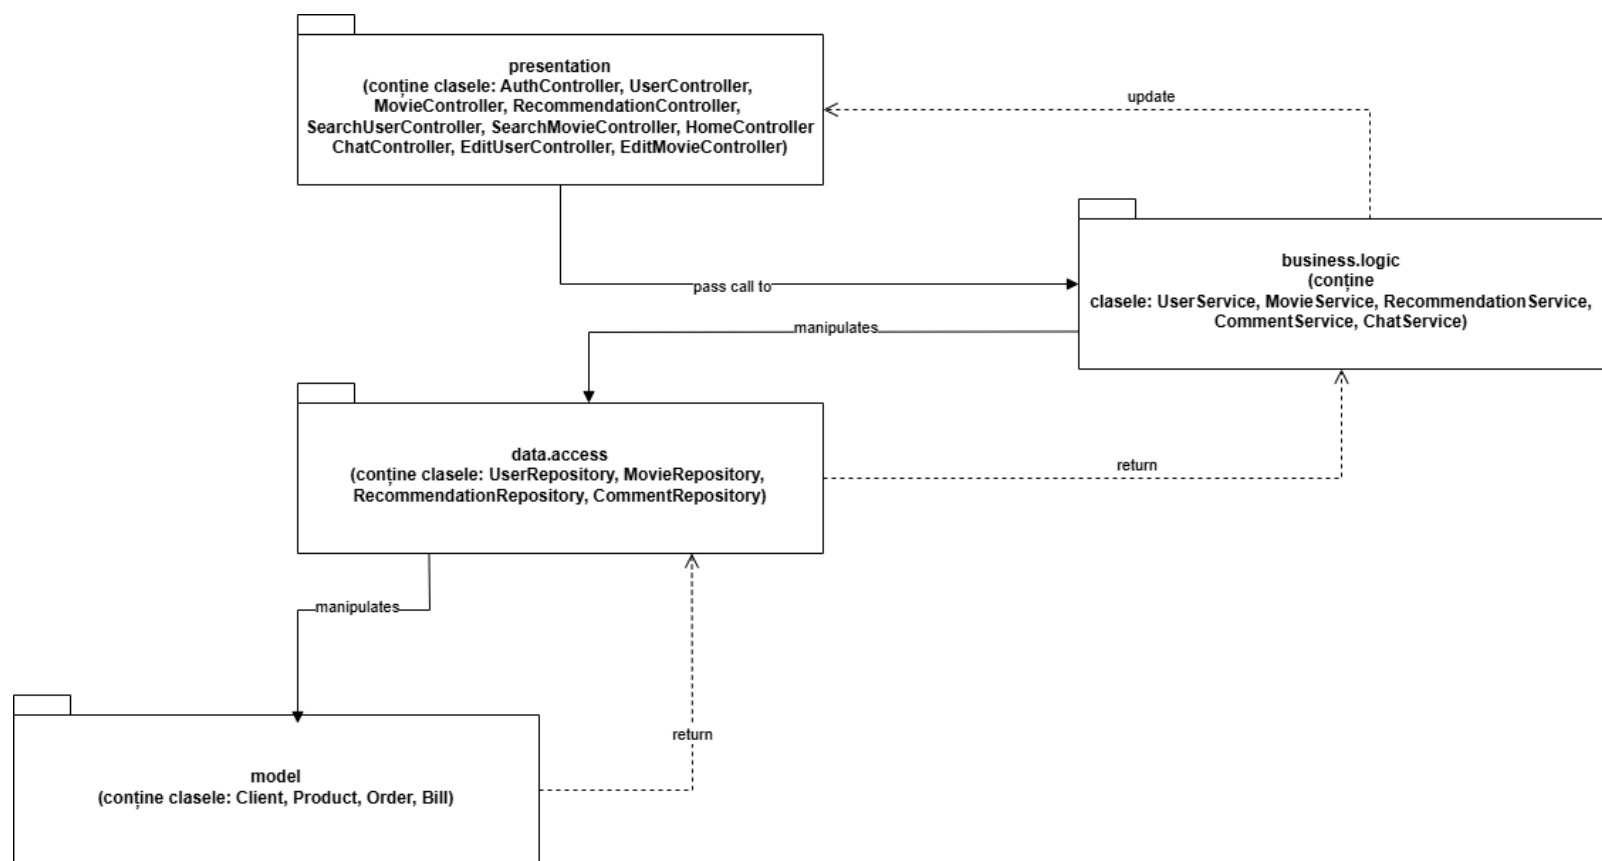 presentation
(conține clasele: AuthController, UserController,
MovieController, RecommendationController,
SearchUserController, SearchMovieController, HomeController
ChatController, EditUserController, EditMovieController)
update
business.logic
(conține
clasele: UserService, MovieService, RecommendationService,
CommentService, ChatService)
pass call to
manipulates
data.access
(conține clasele: UserRepository, MovieRepository,
RecommendationRepository, CommentRepository)
return
manipulates
return
model
(conține clasele: Client, Product, Order, Bill)